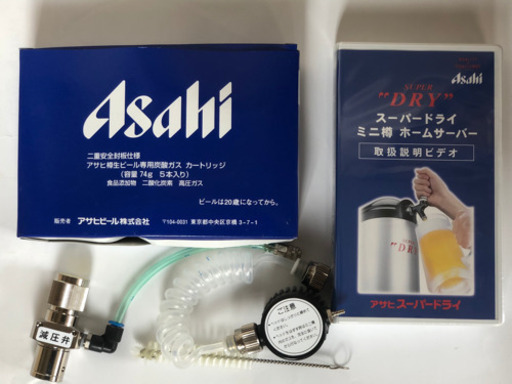 Asahi
二重安全封板仕様
アサヒ樽生ビール専用炭酸ガス カートリッジ
(容量74g 5本入り)
食品添加物 二酸化炭素 高圧ガス
ビールは20歳になってから。
販売者 アサヒビール株式会社 〒104-0031 東京都中央区京橋3-7-1
Asahi
SUPER
"DRY"
スーパードライ
ミニ樽 ホームサーバー
取扱説明ビデオ
"DRY"
アサヒスーパードライ
減圧弁
ご注意